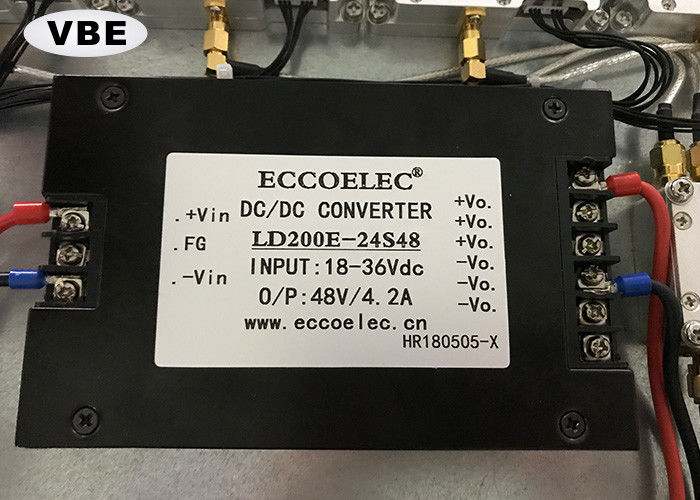 VBE
ECCOELEC®
.+Vin DC/DC CONVERTER +Vo.
+Vo.
.FG LD200E-24S48 +Vo.
INPUT:18-36Vdc -Vo.
.-Vin -Vo.
O/P:48V/4.2A -Vo.
www.eccoelec.cn
HR180505-X